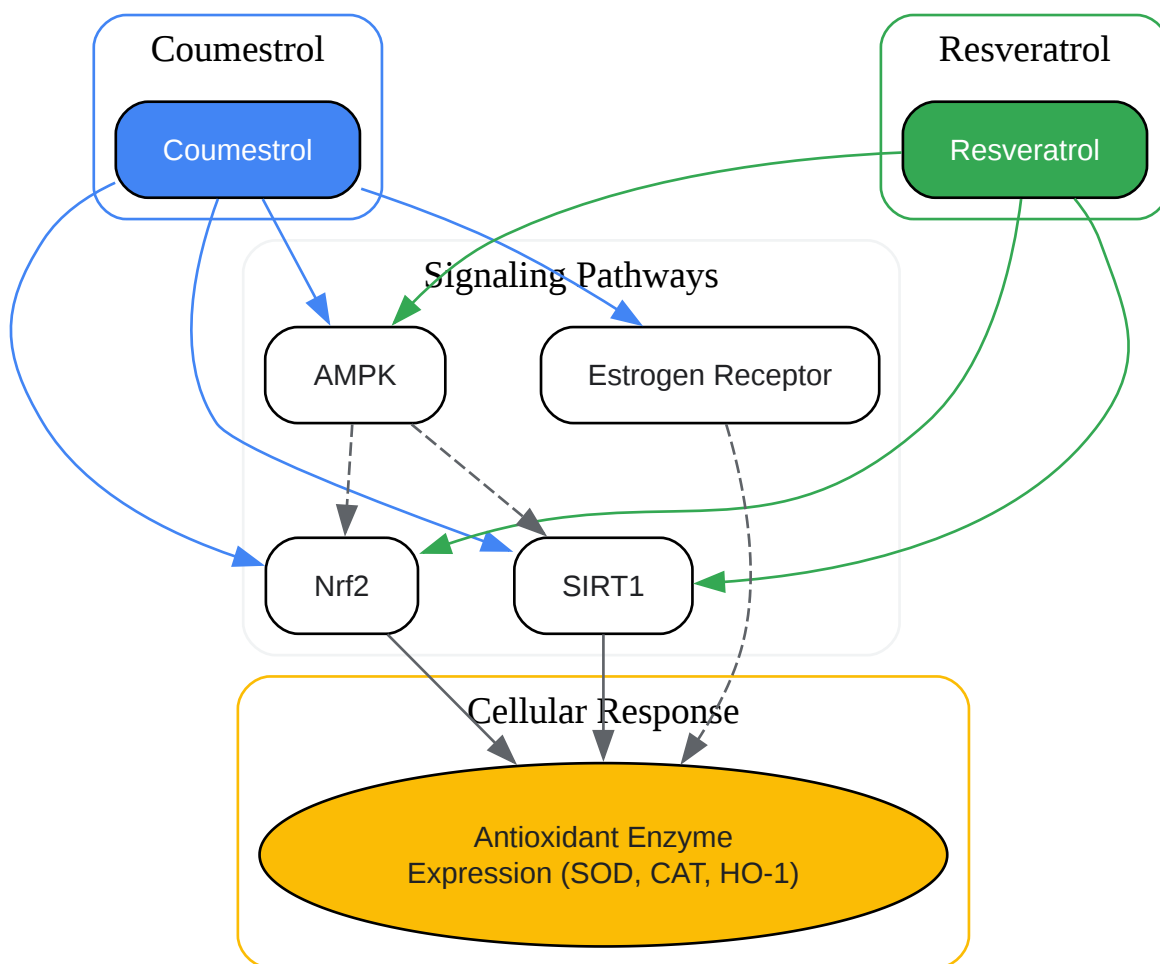 Coumestrol
Resveratrol
Coumestrol
Resveratrol
Signaling Pathways
AMPK
Estrogen Receptor
Nrf2
SIRT1
Cellular Response
Antioxidant Enzyme
Expression (SOD, CAT, HO-1)